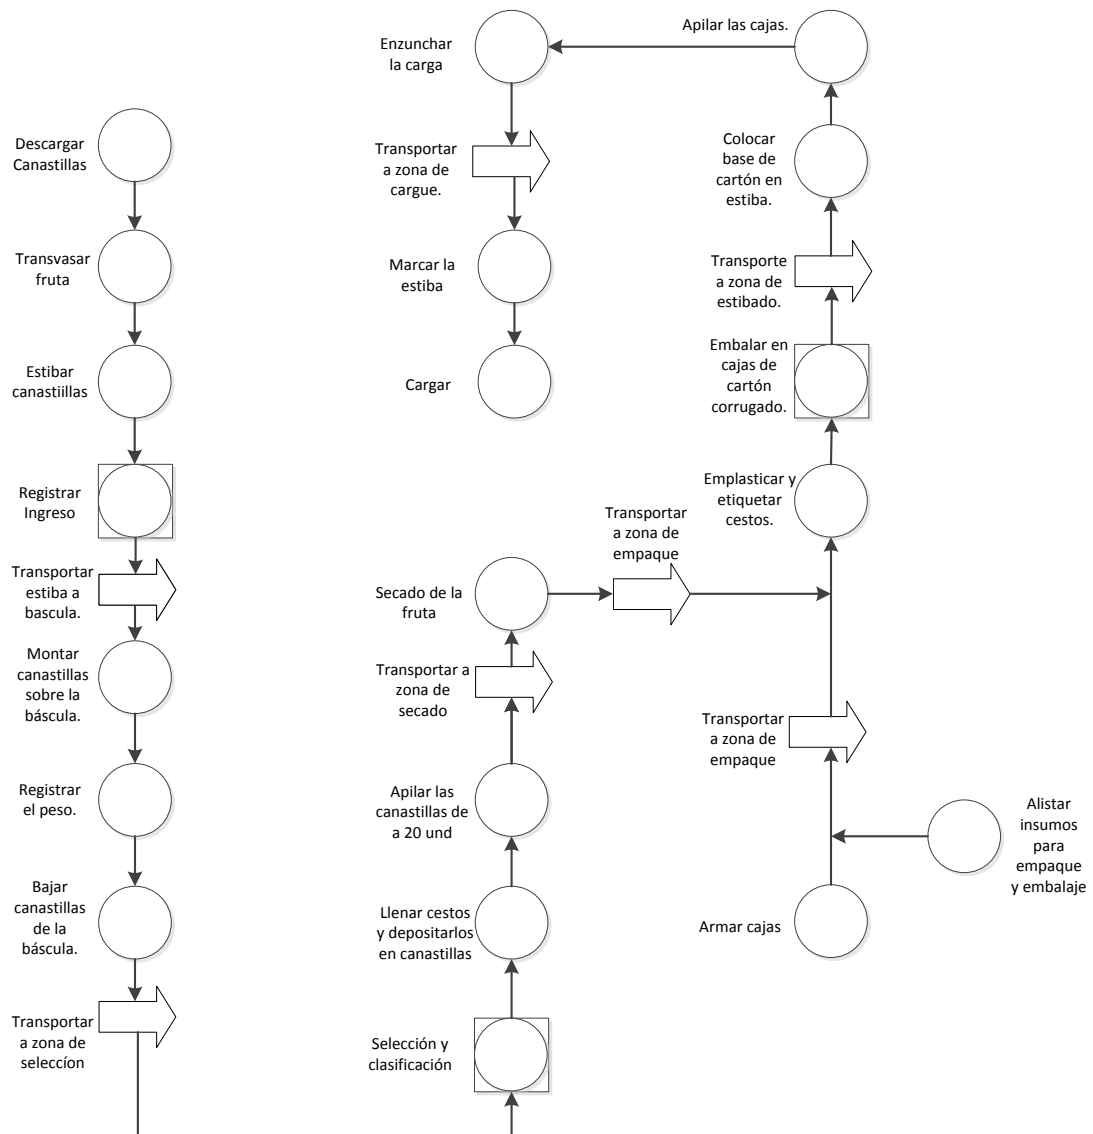 Descargar
Canastillas
Transvasar
fruta
Estibar
canastiillas
Registrar
Ingreso
Transportar
estiba a
bascula.
Montar
canastillas
sobre la
báscula.
Registrar
el peso.
Bajar
canastillas
de la
báscula.
Transportar
a zona de
seleccíon
Selección y
clasificación
Llenar cestos
y depositarlos
en canastillas
Apilar las
canastillas de
a 20 und
Transportar a
zona de
secado
Secado de la
fruta
Transportar
a zona de
empaque
Armar cajas
Alistar
insumos
para
empaque
y embalaje
Transportar
a zona de
empaque
Emplasticar y
etiquetar
cestos.
Embalar en
cajas de
cartón
corrugado.
Transporte
a zona de
estibado.
Colocar
base de
cartón en
estiba.
Apilar las cajas.
Enzunchar
la carga
Transportar
a zona de
cargue.
Marcar la
estiba
Cargar